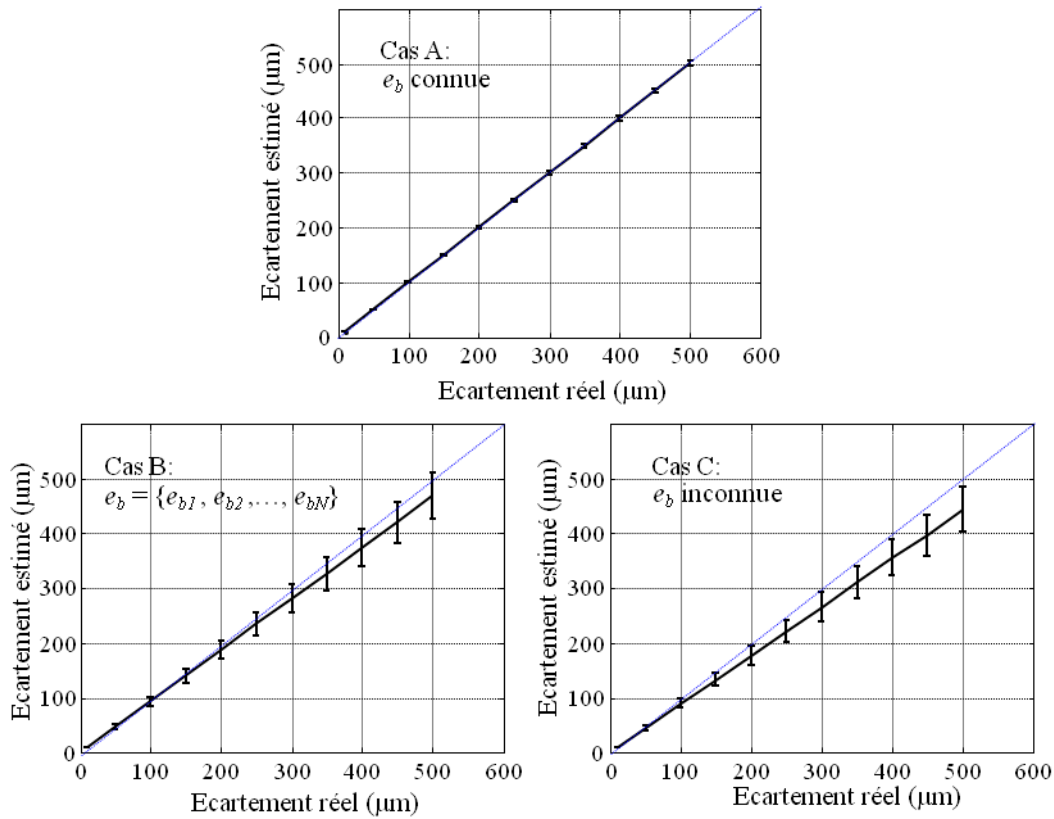 Cas A:
e_b connue
Ecartement estimé (µm)
500
400
300
200
100
0
0 100 200 300 400 500 600
Ecartement réel (µm)
Cas B:
e_b = {e_b1 , e_b2 ,..., e_bN}
Ecartement estimé (µm)
500
400
300
200
100
0
0 100 200 300 400 500 600
Ecartement réel (µm)
Cas C:
e_b inconnue
Ecartement estimé (µm)
500
400
300
200
100
0
0 100 200 300 400 500 600
Ecartement réel (µm)